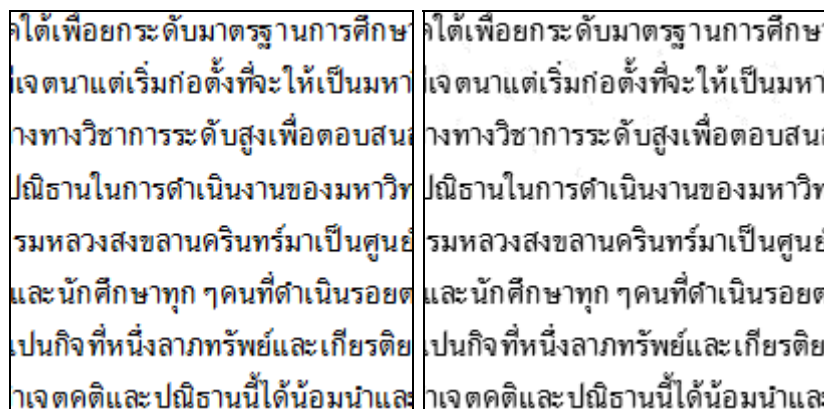 ใต้เพื่อยกระดับมาตรฐานการศึกษ
เจตนาแต่เริ่มก่อตั้งที่จะให้เป็นมหา
างทางวิชาการระดับสูงเพื่อตอบสน
ปณิธานในการดำเนินงานของมหาวิท
รมหลวงสงขลานครินทร์มาเป็นศูนย์
และนักศึกษาทุก ๆคนที่ดำเนินรอยต
เปนกิจที่หนึ่งลาภทรัพย์และเกียรติย
าเจตคติและปณิธานนี้ได้น้อมนำและ
ใต้เพื่อยกระดับมาตรฐานการศึกษ
เจตนาแต่เริ่มก่อตั้งที่จะให้เป็นมหา
างทางวิชาการระดับสูงเพื่อตอบสน
ปณิธานในการดำเนินงานของมหาวิท
รมหลวงสงขลานครินทร์มาเป็นศูนย์
และนักศึกษาทุก ๆคนที่ดำเนินรอยต
เปนกิจที่หนึ่งลาภทรัพย์และเกียรติย
าเจตคติและปณิธานนี้ได้น้อมนำและ